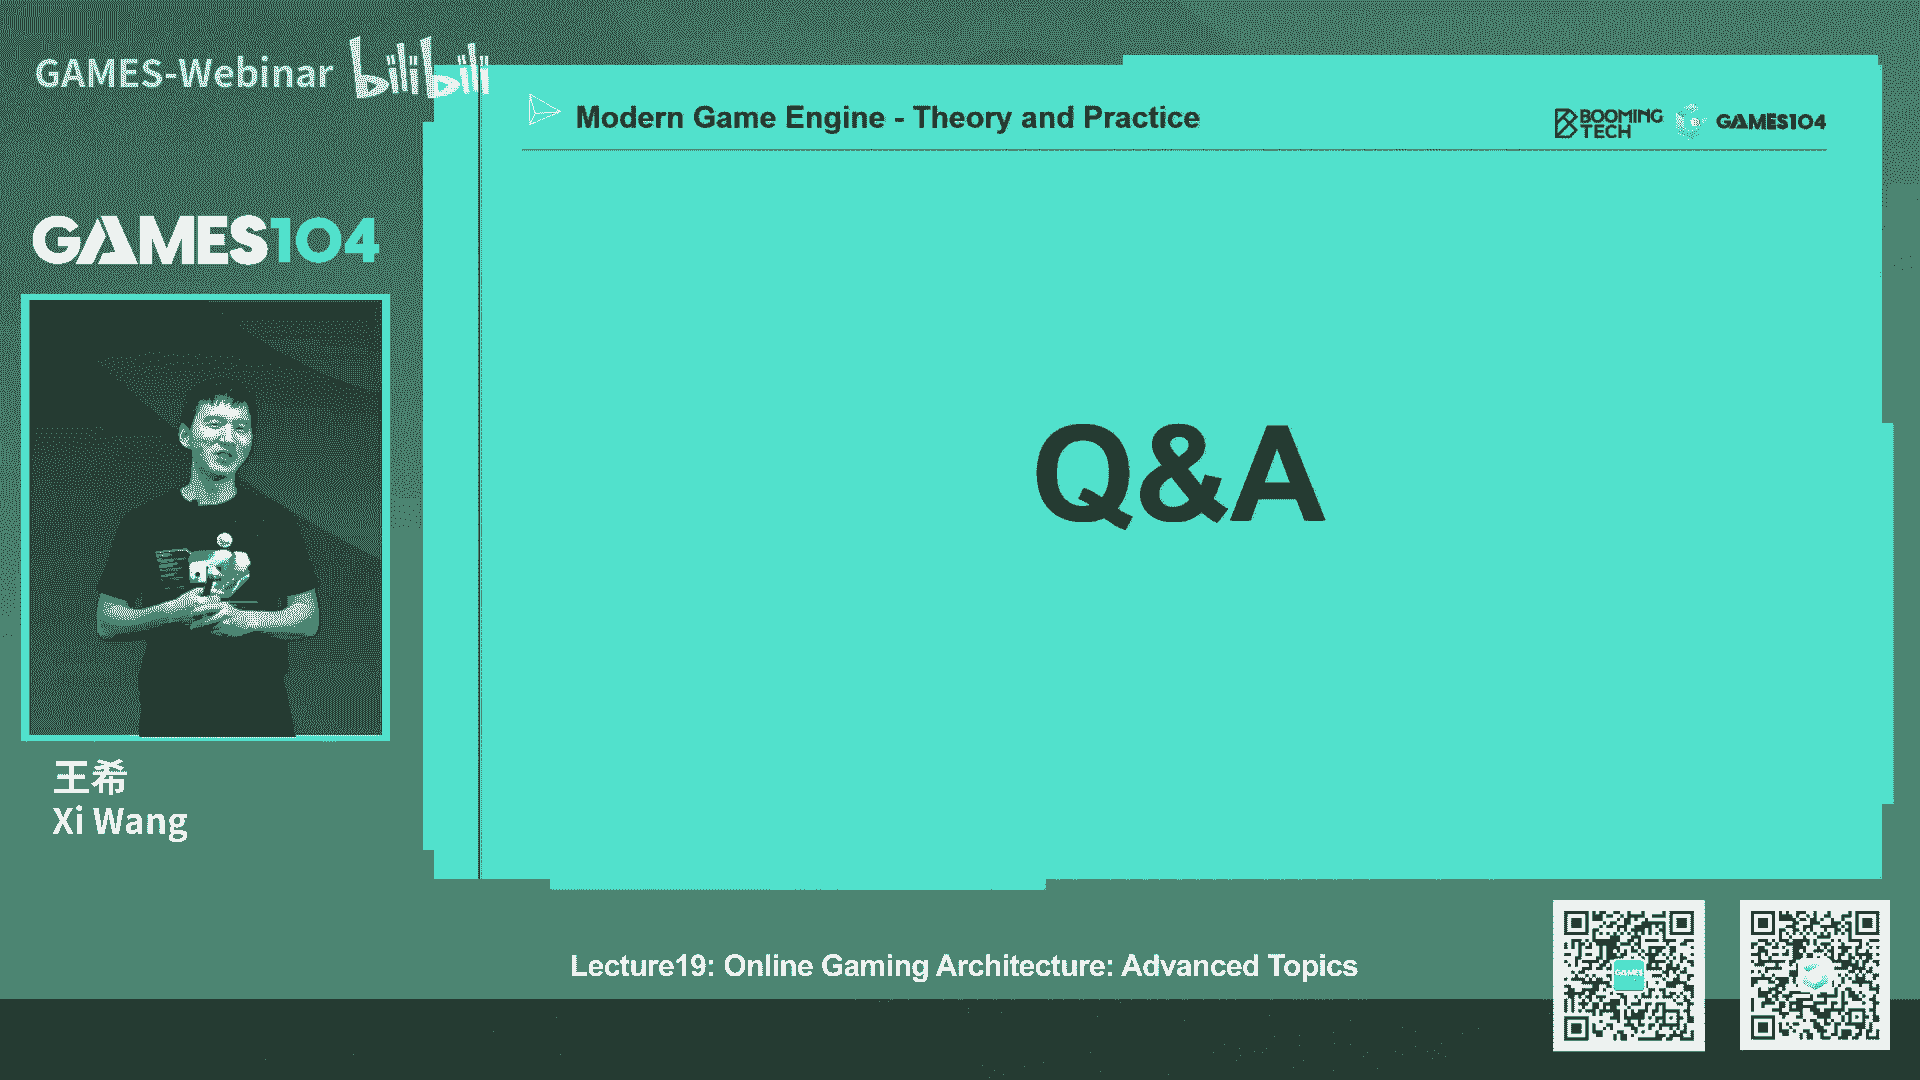 GAMES-Webinar bilibili
Modern Game Engine - Theory and Practice
BOOMING TECH
GAMES104
GAMES104
Q&A
王希
Xi Wang
Lecture19: Online Gaming Architecture: Advanced Topics
GAMES